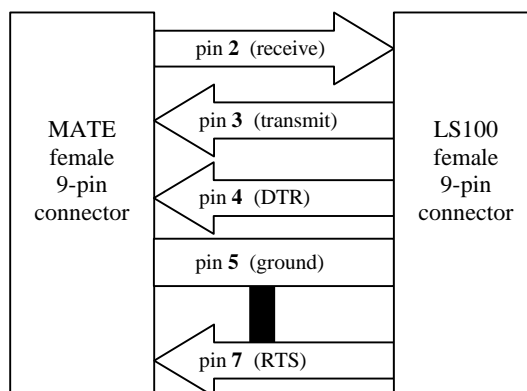 pin 2 (receive)
pin 3 (transmit)
MATE
female
9-pin
connector
LS100
female
9-pin
connector
pin 4 (DTR)
pin 5 (ground)
pin 7 (RTS)